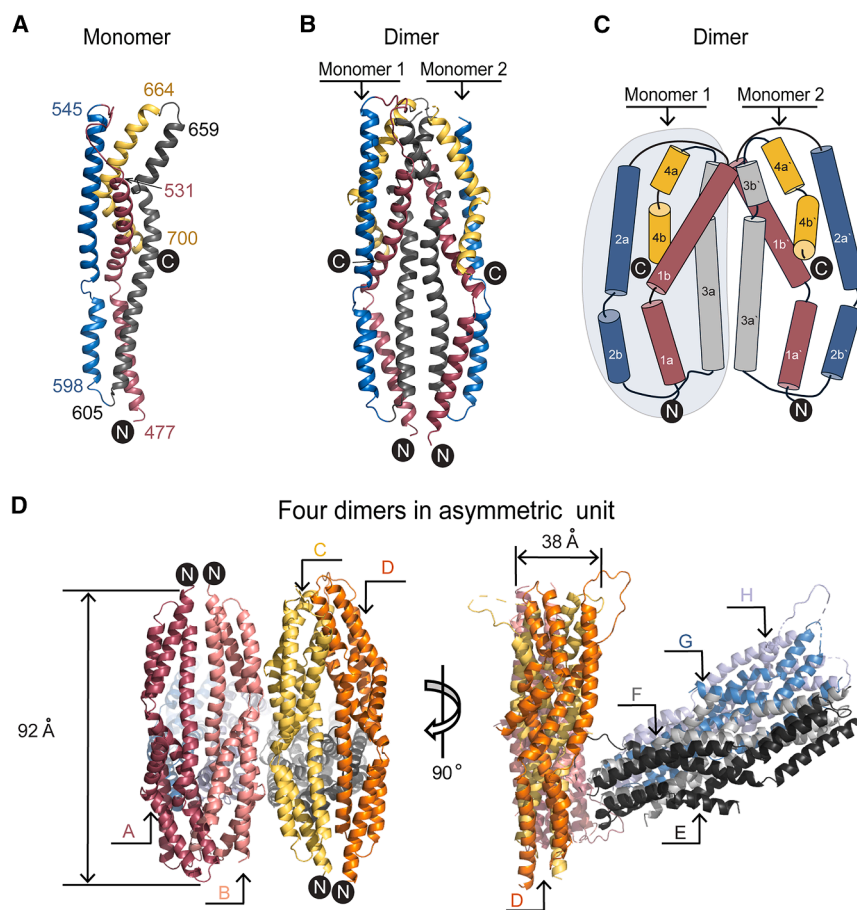 A
Monomer
664
545
659
531
700
C
598
605
N
477
B
Dimer
Monomer 1 Monomer 2
C C
N N
C
Dimer
Monomer 1 Monomer 2
4a 3b` 4a`
2a 4b 1b` 4b` 2a`
C C
1b 3a
3a`
2b 1a 1a` 2b`
N N
D
Four dimers in asymmetric unit
N N C D
92 Å
A
B
N N
90°
38 Å
H
G
F
E
D